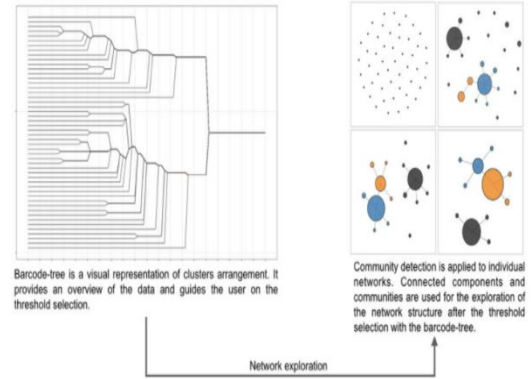 Barcode-tree is a visual representation of clusters arrangement. It
provides an overview of the data and guides the user on the
threshold selection.
Community detection is applied to individual
networks. Connected components and
communities are used for the exploration of
the network structure after the threshold
selection with the barcode-tree.
Network exploration